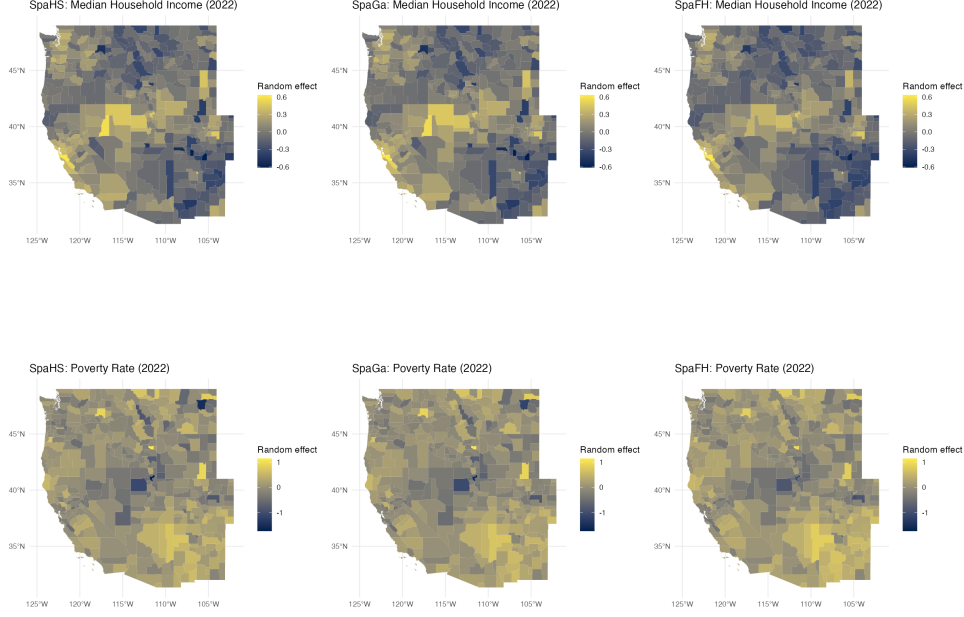 SpaHS: Median Household Income (2022)
SpaGa: Median Household Income (2022)
SpaFH: Median Household Income (2022)
45°N
40°N
35°N
125°W 120°W 115°W 110°W 105°W
Random effect
0.6
0.3
0.0
-0.3
-0.6
45°N
40°N
35°N
125°W 120°W 115°W 110°W 105°W
Random effect
0.6
0.3
0.0
-0.3
-0.6
45°N
40°N
35°N
125°W 120°W 115°W 110°W 105°W
Random effect
0.6
0.3
0.0
-0.3
-0.6
SpaHS: Poverty Rate (2022)
SpaGa: Poverty Rate (2022)
SpaFH: Poverty Rate (2022)
45°N
40°N
35°N
125°W 120°W 115°W 110°W 105°W
Random effect
1
0
-1
45°N
40°N
35°N
125°W 120°W 115°W 110°W 105°W
Random effect
1
0
-1
45°N
40°N
35°N
125°W 120°W 115°W 110°W 105°W
Random effect
1
0
-1